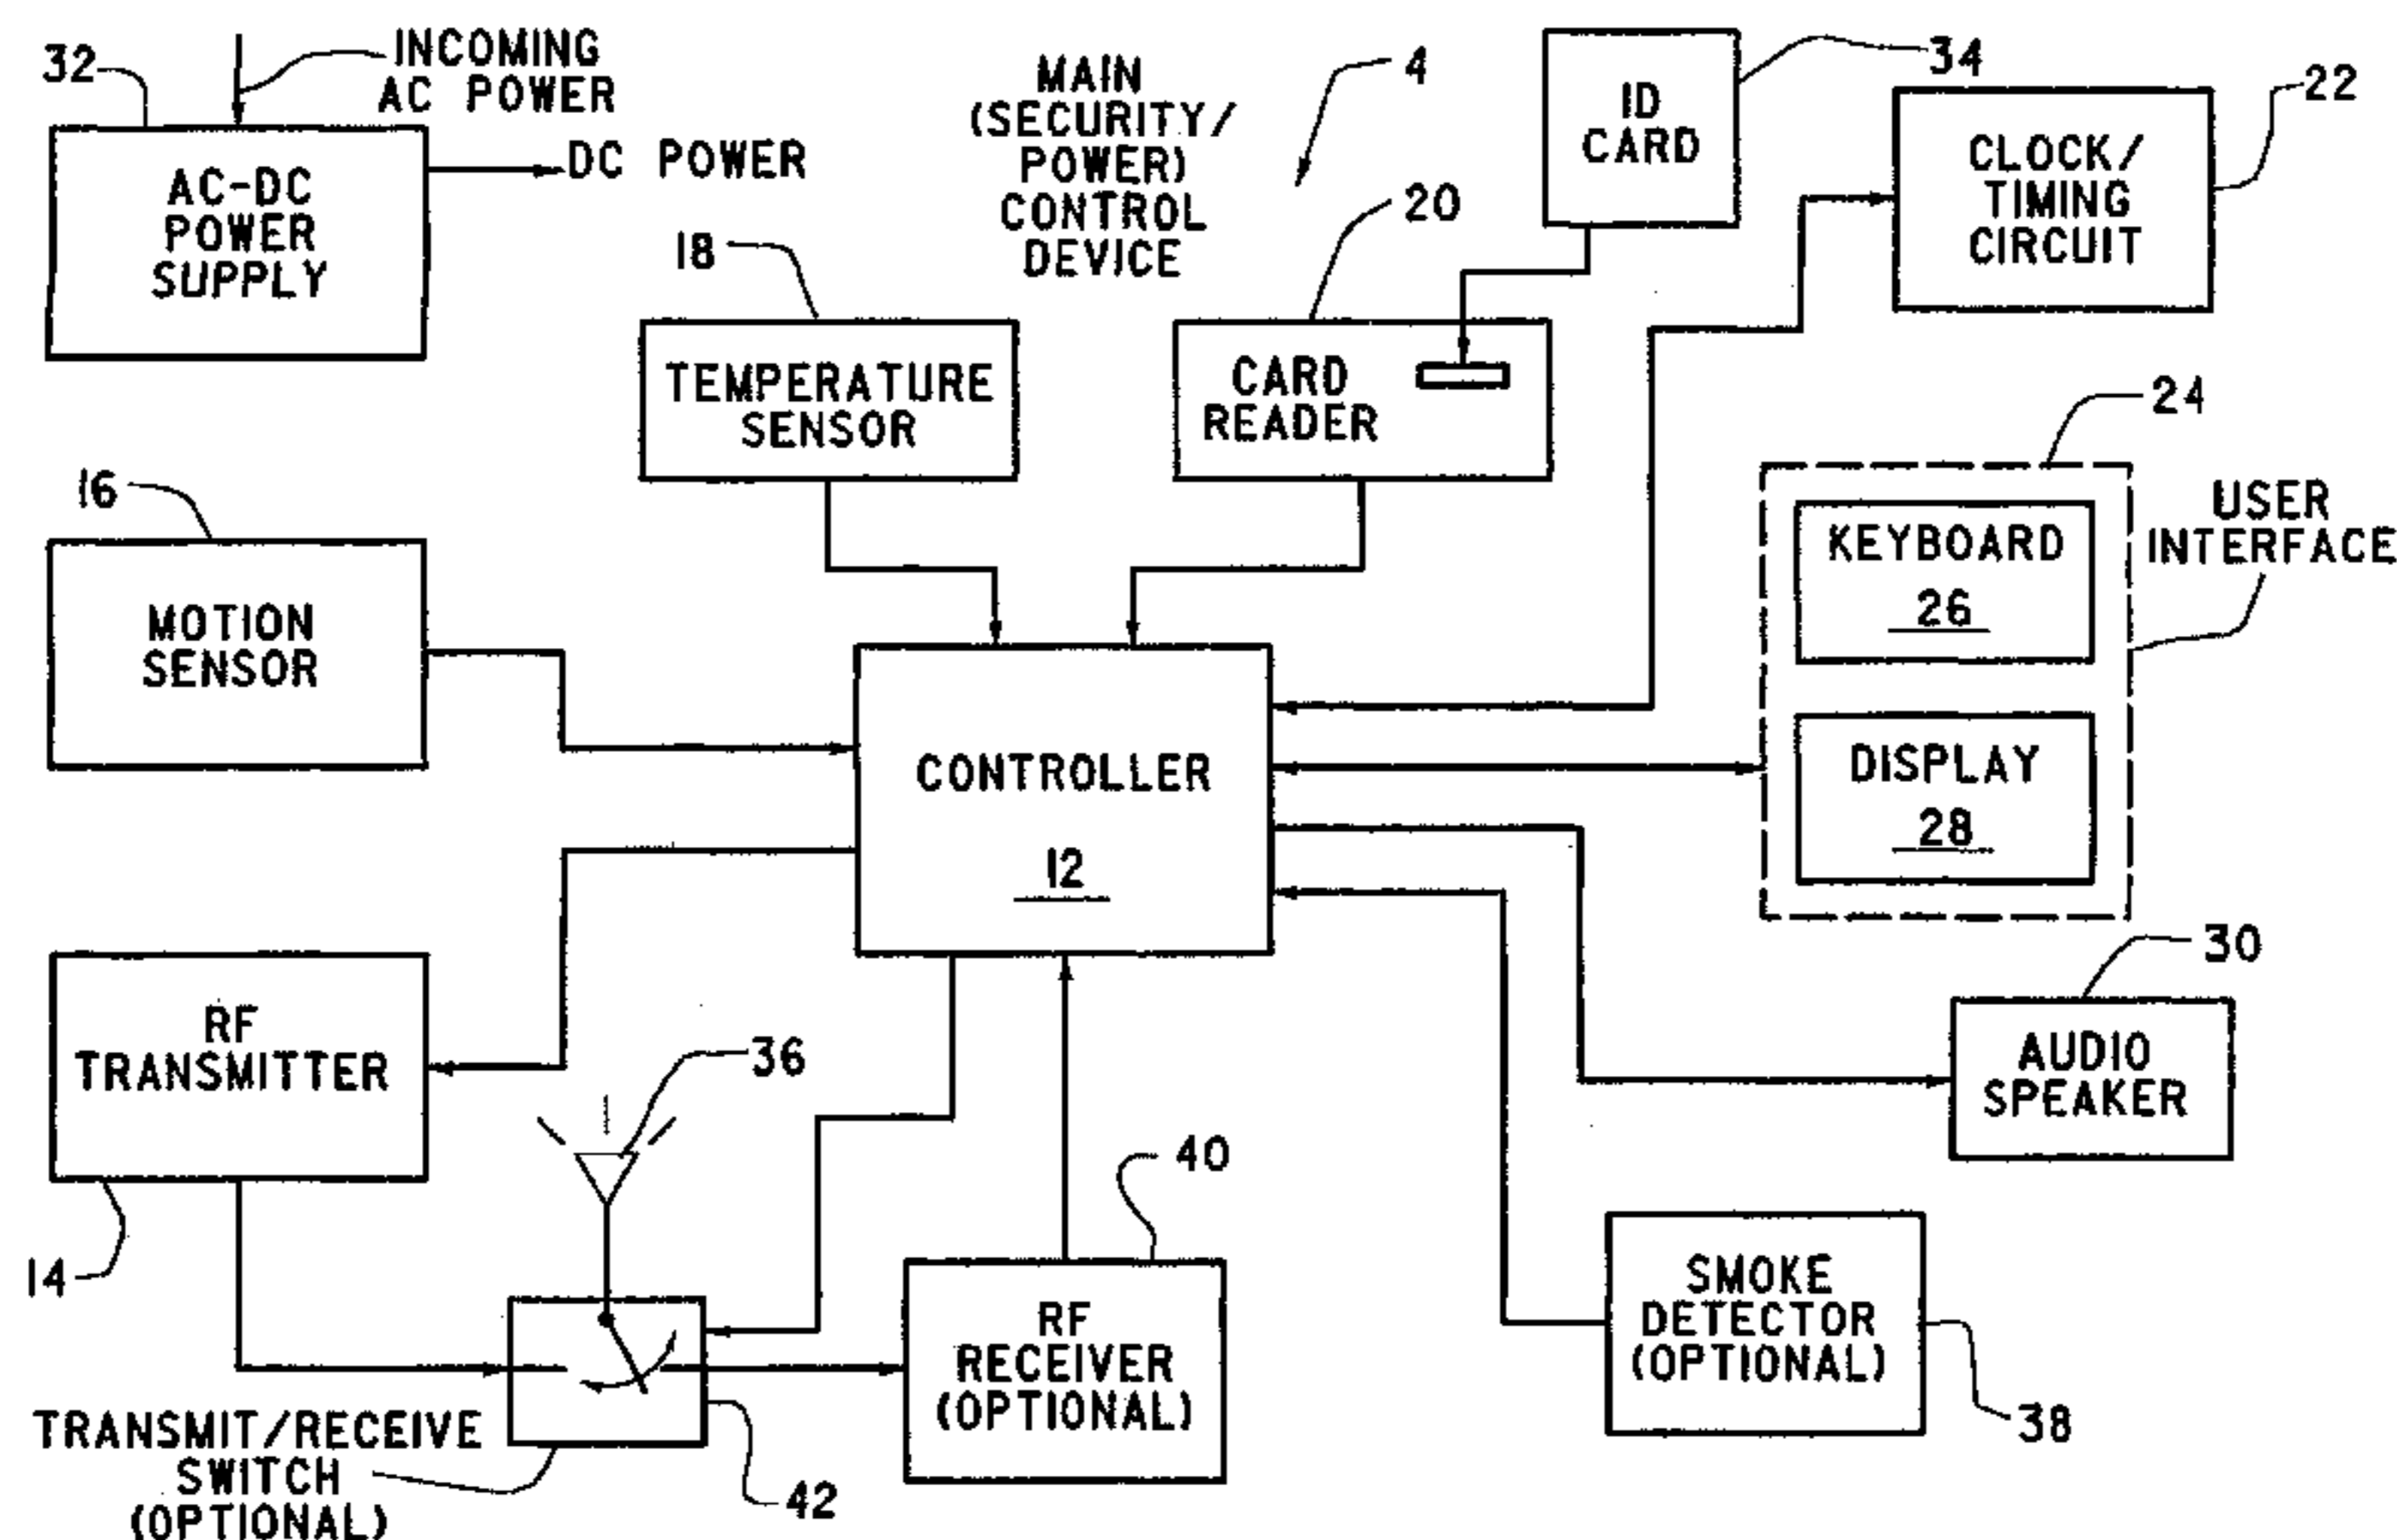 32
INCOMING
AC POWER
AC-DC
POWER
SUPPLY
DC POWER
MAIN
(SECURITY/
POWER)
CONTROL
DEVICE
4
ID
CARD
34
CLOCK/
TIMING
CIRCUIT
22
18
TEMPERATURE
SENSOR
20
CARD
READER
24
USER
INTERFACE
KEYBOARD
26
DISPLAY
28
16
MOTION
SENSOR
CONTROLLER
12
RF
TRANSMITTER
14
36
30
AUDIO
SPEAKER
40
RF
RECEIVER
(OPTIONAL)
SMOKE
DETECTOR
(OPTIONAL)
38
TRANSMIT/RECEIVE
SWITCH
(OPTIONAL)
42